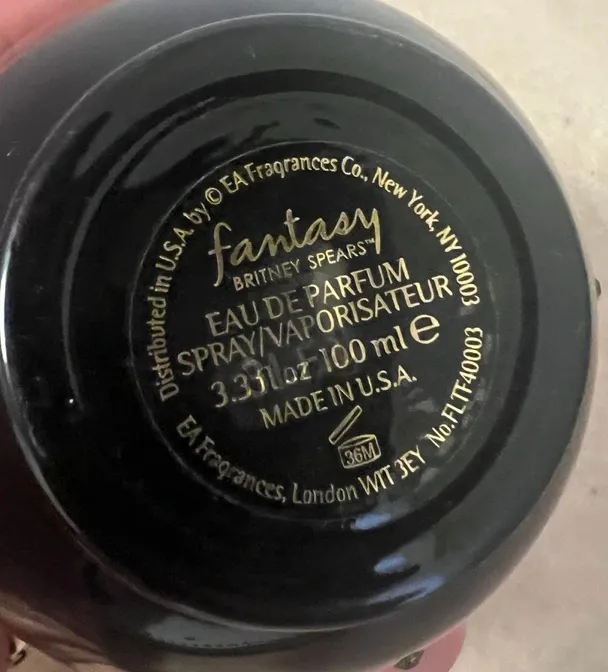 Distributed in U.S.A. by © EA Fragrances Co., New York, NY 10003
fantasy
BRITNEY SPEARS™
EAU DE PARFUM
SPRAY/VAPORISATEUR
3.3 fl oz 100 ml ℮
MADE IN U.S.A.
36M
EA Fragrances, London W1T 3EY No.FLTF40003